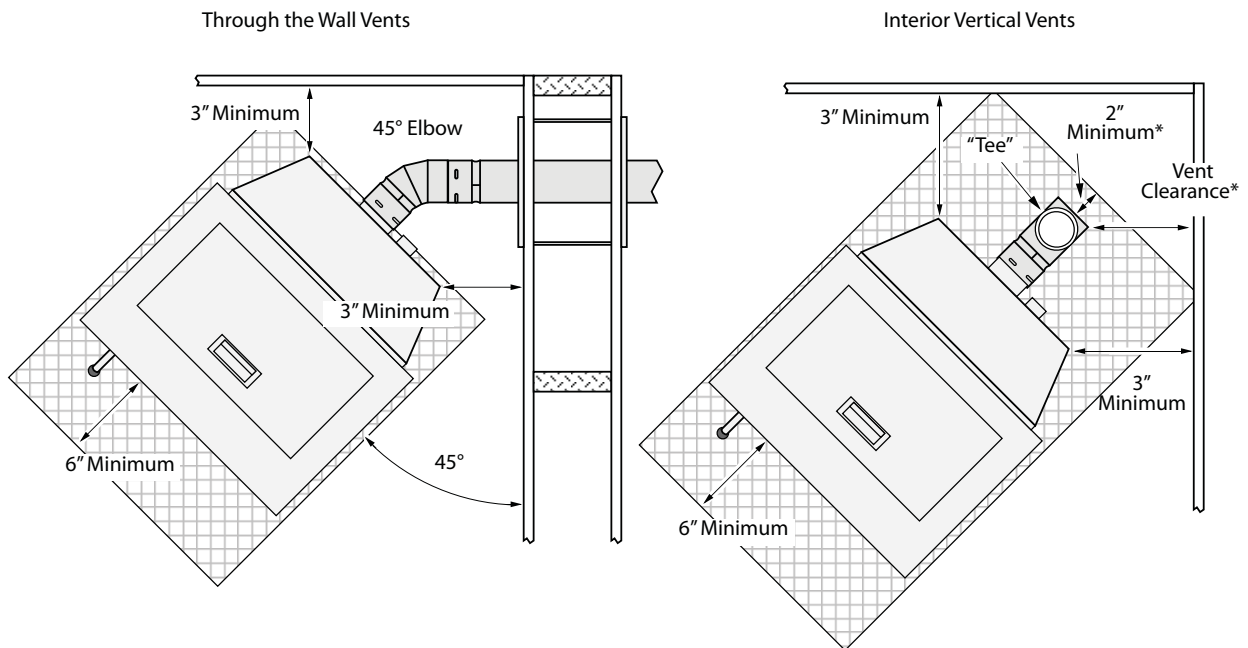 Through the Wall Vents
3” Minimum
45° Elbow
3” Minimum
6” Minimum
45°
Interior Vertical Vents
3” Minimum
“Tee”
2”
Minimum*
Vent
Clearance*
3”
Minimum
6” Minimum